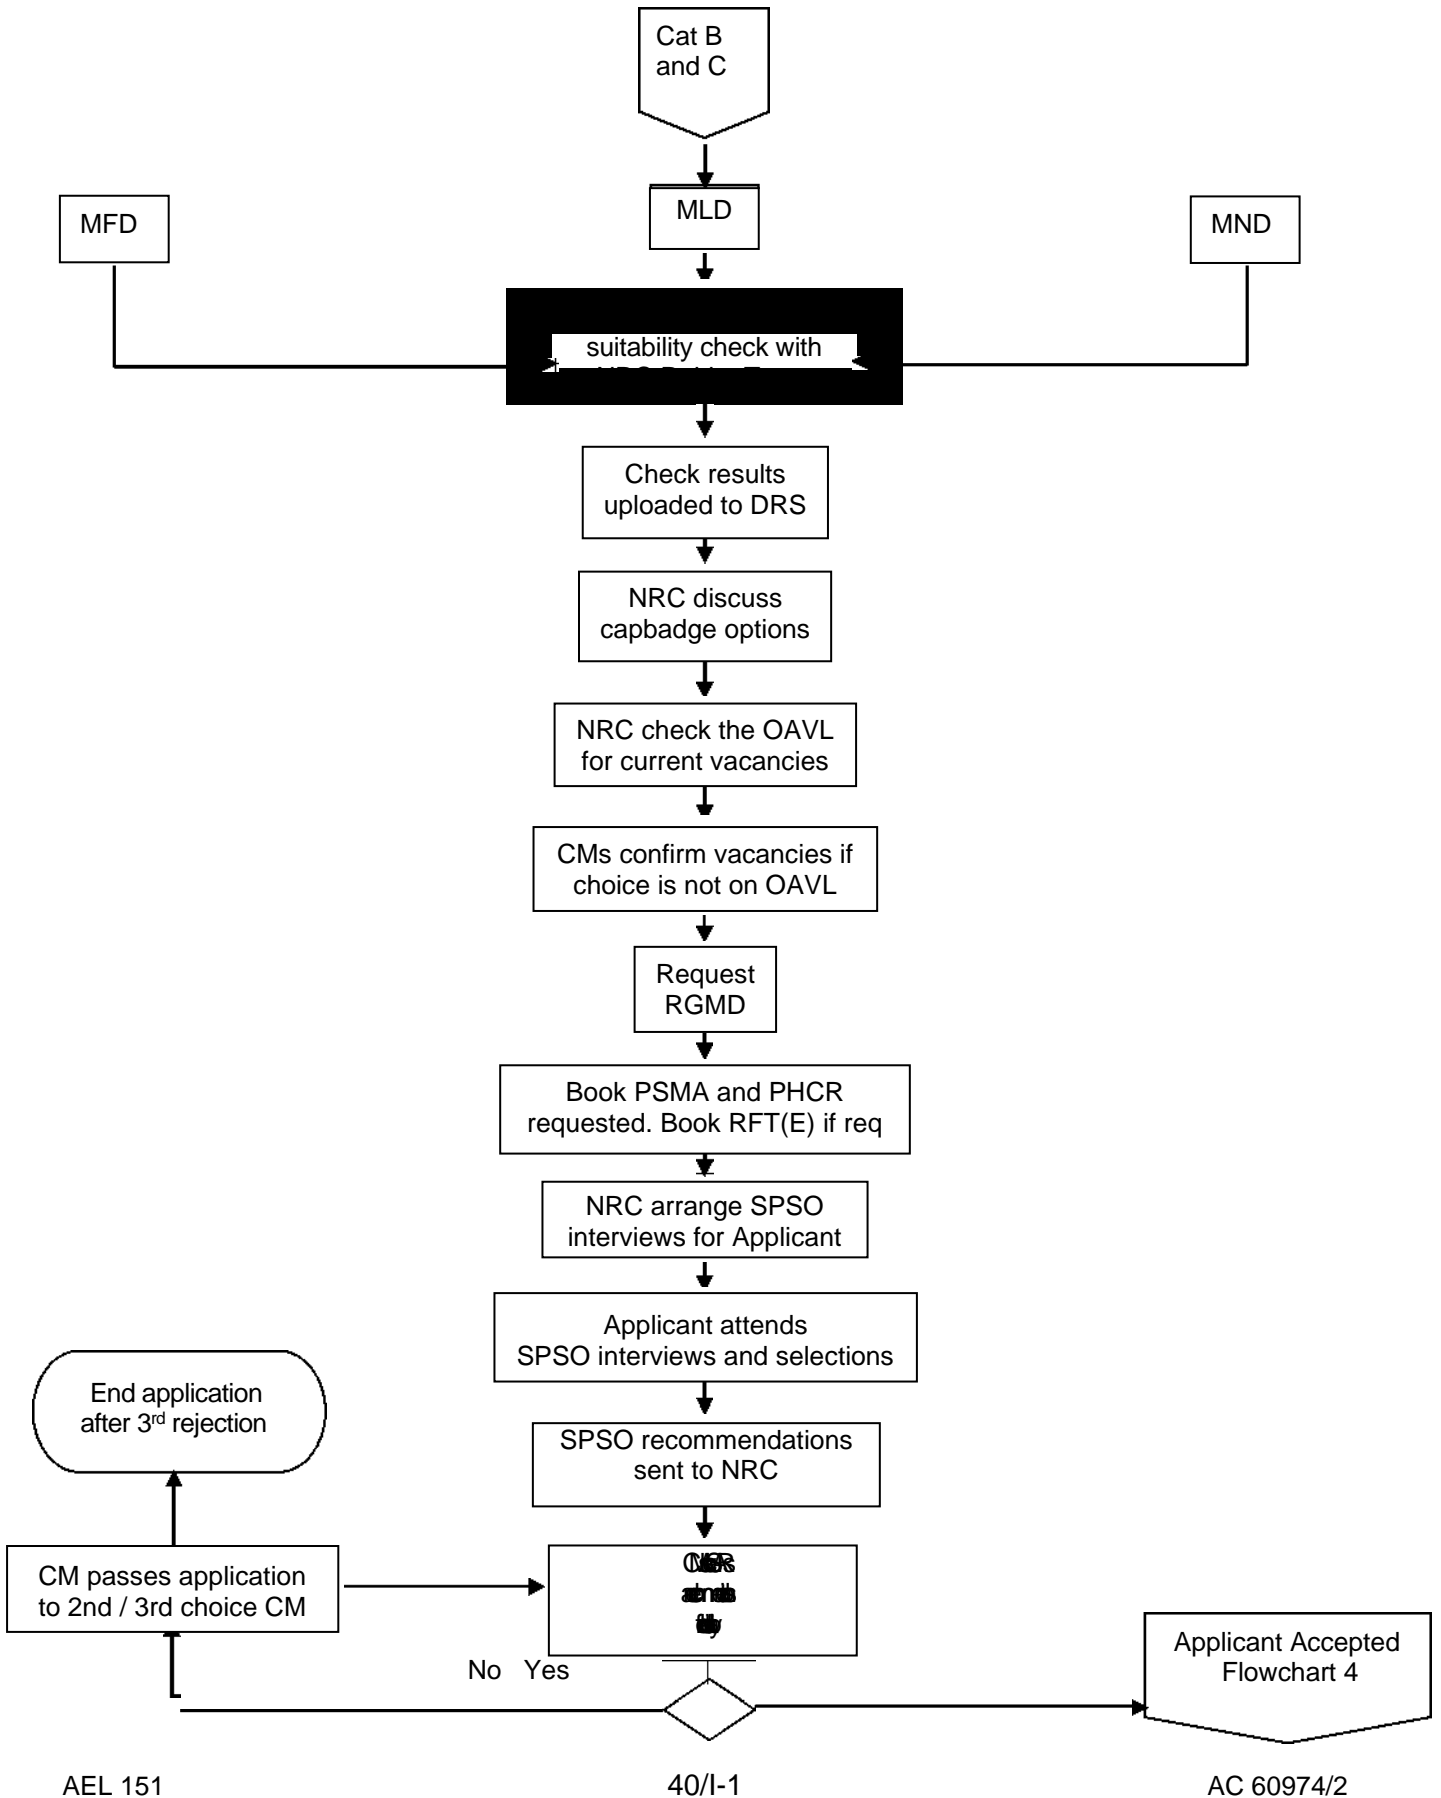 Cat B
and C
MFD
MLD
MND
suitability check with
Check results
uploaded to DRS
NRC discuss
capbadge options
NRC check the OAVL
for current vacancies
CMs confirm vacancies if
choice is not on OAVL
Request
RGMD
Book PSMA and PHCR
requested. Book RFT(E) if req
NRC arrange SPSO
interviews for Applicant
Applicant attends
SPSO interviews and selections
End application
after 3rd rejection
SPSO recommendations
sent to NRC
CM passes application
to 2nd / 3rd choice CM
Applicant Accepted
Flowchart 4
No Yes
AEL 151
40/I-1
AC 60974/2